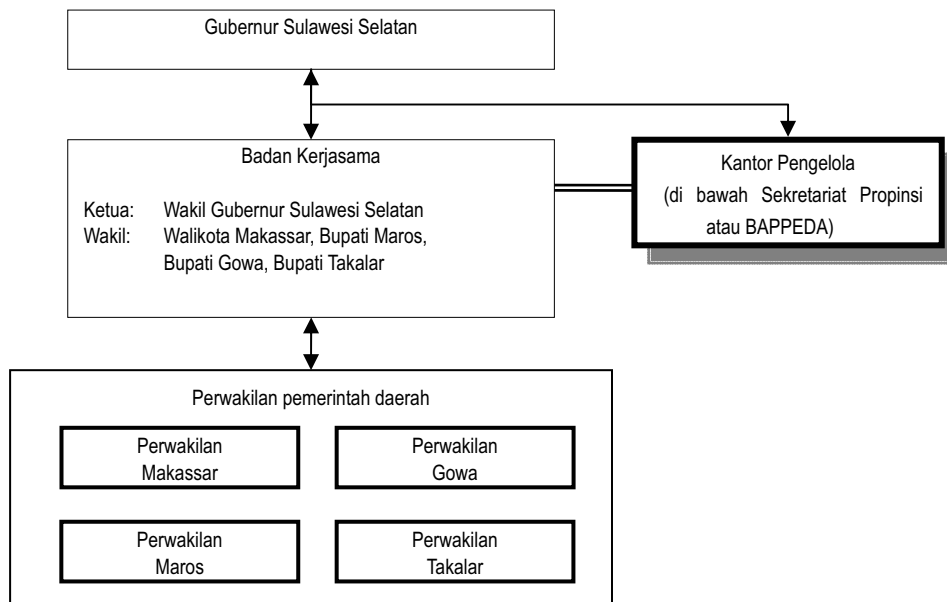 Gubernur Sulawesi Selatan
Badan Kerjasama
Ketua: Wakil Gubernur Sulawesi Selatan
Wakil: Walikota Makassar, Bupati Maros,
Bupati Gowa, Bupati Takalar
Kantor Pengelola
(di bawah Sekretariat Propinsi
atau BAPPEDA)
Perwakilan pemerintah daerah
Perwakilan
Makassar
Perwakilan
Gowa
Perwakilan
Maros
Perwakilan
Takalar